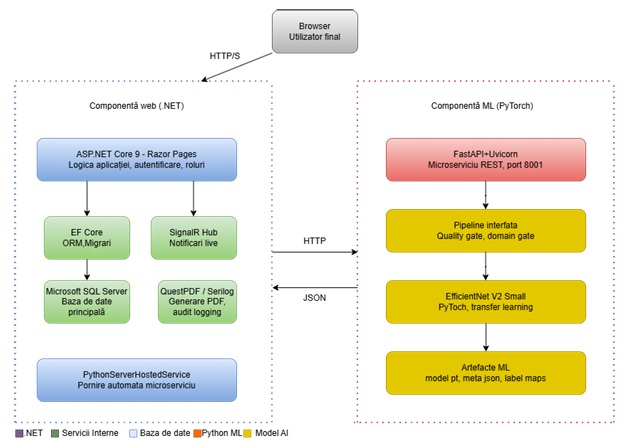 Browser
Utilizator final
HTTP/S
Componentă web (.NET)
Componentă ML (PyTorch)
ASP.NET Core 9 - Razor Pages
Logica aplicației, autentificare, roluri
FastAPI+Uvicorn
Microserviciu REST, port 8001
EF Core
ORM,Migrari
SignalR Hub
Notificari live
Pipeline interfata
Quality gate, domain gate
HTTP
Microsoft SQL Server
Baza de date
principală
QuestPDF / Serilog
Generare PDF,
audit logging
JSON
EfficientNet V2 Small
PyToch, transfer learning
PythonServerHostedService
Pornire automata microserviciu
Artefacte ML
model pt, meta json, label maps
.NET
Servicii Interne
Baza de date
Python ML
Model AI